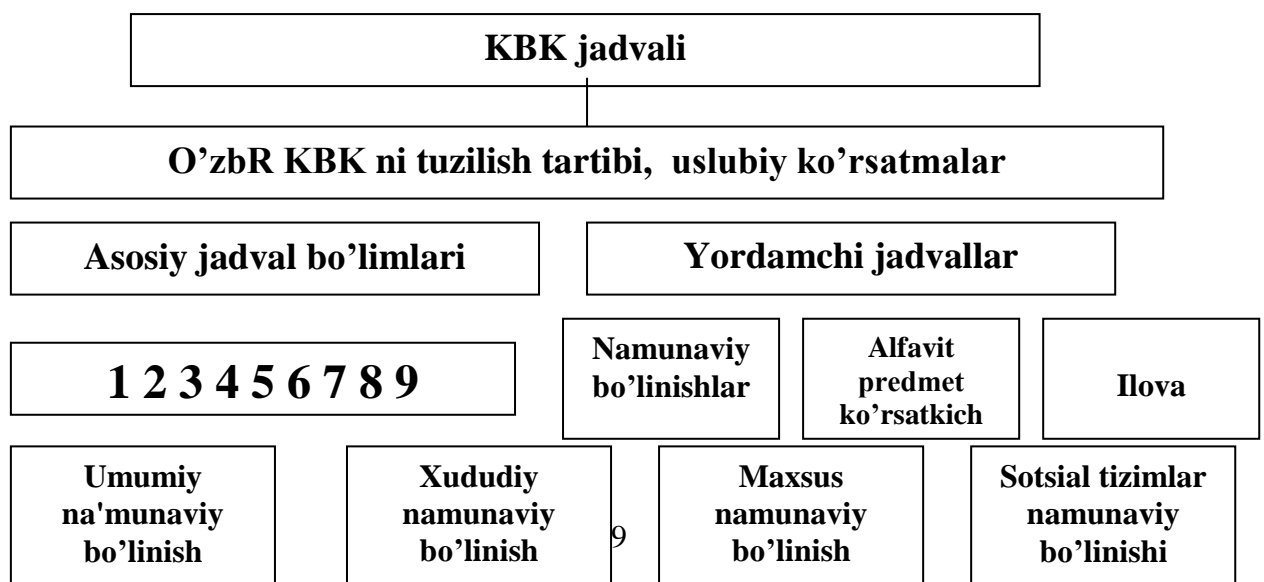 KBK jadvali
O’zbR KBK ni tuzilish tartibi, uslubiy ko’rsatmalar
Asosiy jadval bo’limlari
Yordamchi jadvallar
1 2 3 4 5 6 7 8 9
Namunaviy
bo’linishlar
Alfavit
predmet
ko’rsatkich
Ilova
Umumiy
na'munaviy
bo’linish
Xududiy
namunaviy
bo’linish
9
Maxsus
namunaviy
bo’linish
Sotsial tizimlar
namunaviy
bo’linishi